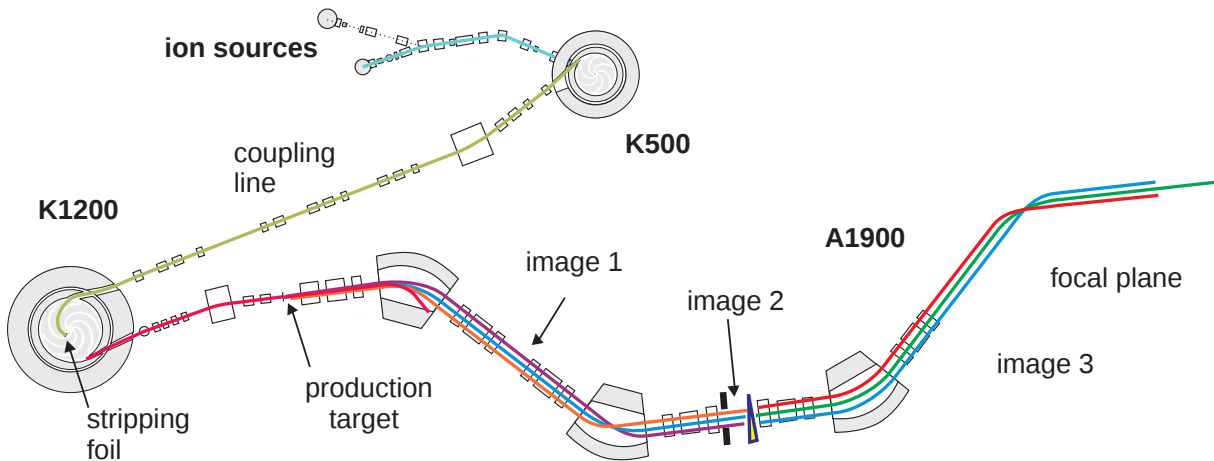 ion sources
K500
coupling
line
K1200
A1900
image 1
focal plane
image 2
image 3
production
target
stripping
foil